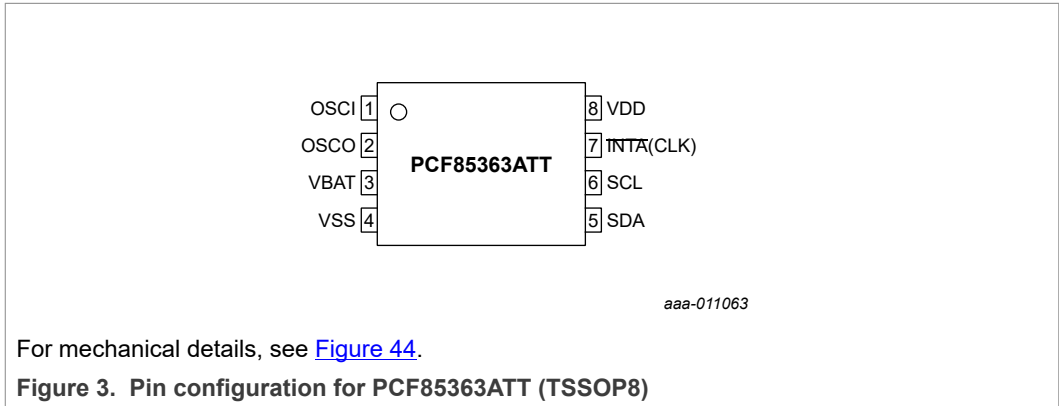 OSCI 1 8 VDD
OSCO 2 7 INTA(CLK)
PCF85363ATT
VBAT 3 6 SCL
VSS 4 5 SDA
aaa-011063
For mechanical details, see Figure 44.
Figure 3. Pin configuration for PCF85363ATT (TSSOP8)